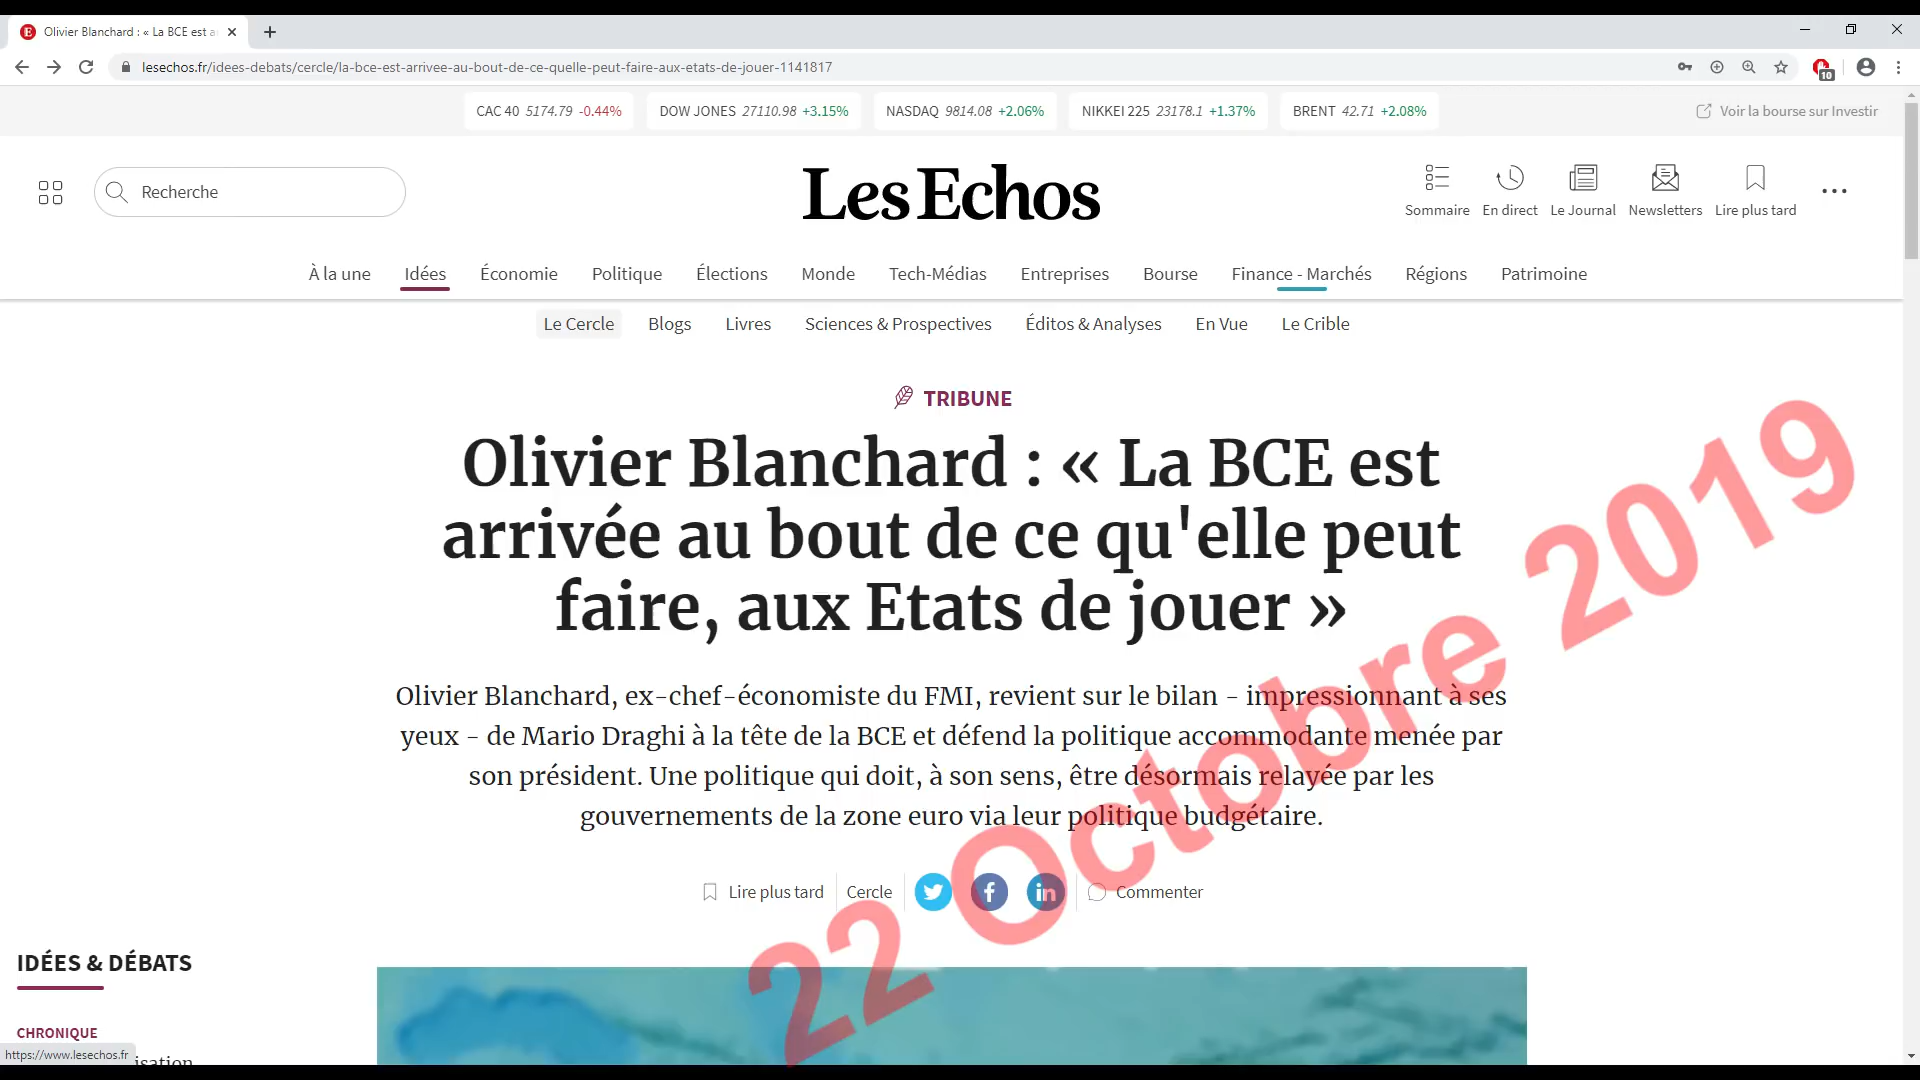 Olivier Blanchard : « La BCE est a
lesechos.fr/idees-debats/cercle/la-bce-est-arrivee-au-bout-de-ce-quelle-peut-faire-aux-etats-de-jouer-1141817
10
CAC 40 5174.79 -0.44% DOW JONES 27110.98 +3.15% NASDAQ 9814.08 +2.06% NIKKEI 225 23178.1 +1.37% BRENT 42.71 +2.08% Voir la bourse sur Investir
Recherche
Les Echos
Sommaire En direct Le Journal Newsletters Lire plus tard
À la une Idées Économie Politique Élections Monde Tech-Médias Entreprises Bourse Finance - Marchés Régions Patrimoine
Le Cercle Blogs Livres Sciences & Prospectives Éditos & Analyses En Vue Le Crible
TRIBUNE
Olivier Blanchard : « La BCE est
arrivée au bout de ce qu'elle peut
faire, aux Etats de jouer »
Olivier Blanchard, ex-chef-économiste du FMI, revient sur le bilan - impressionnant à ses
yeux - de Mario Draghi à la tête de la BCE et défend la politique accommodante menée par
son président. Une politique qui doit, à son sens, être désormais relayée par les
gouvernements de la zone euro via leur politique budgétaire.
22 Octobre 2019
Lire plus tard Cercle Commenter
IDÉES & DÉBATS
CHRONIQUE
https://www.lesechos.fr